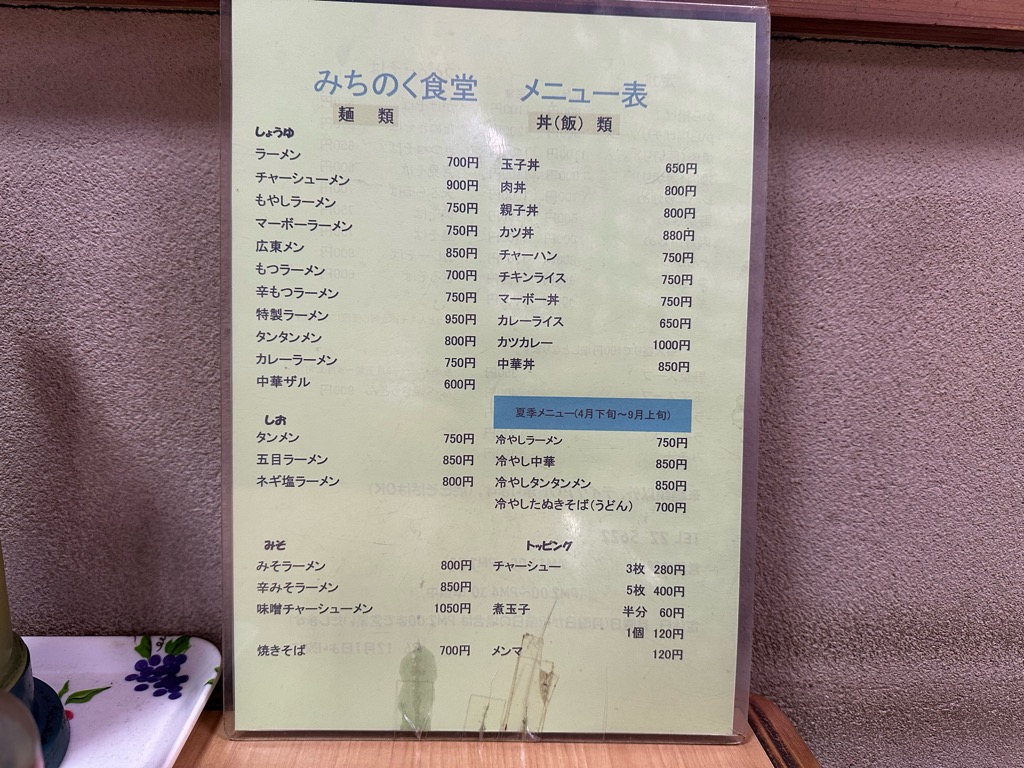 みちのく食堂 メニュー表
麺 類
しょうゆ
ラーメン 700円
チャーシューメン 900円
もやしラーメン 750円
マーボーラーメン 750円
広東メン 850円
もつラーメン 700円
辛もつラーメン 750円
特製ラーメン 950円
タンタンメン 800円
カレーラーメン 750円
中華ザル 600円
しお
タンメン 750円
五目ラーメン 850円
ネギ塩ラーメン 800円
みそ
みそラーメン 800円
辛みそラーメン 850円
味噌チャーシューメン 1050円
焼きそば 700円
丼(飯) 類
玉子丼 650円
肉丼 800円
親子丼 800円
カツ丼 880円
チャーハン 750円
チキンライス 750円
マーボー丼 750円
カレーライス 650円
カツカレー 1000円
中華丼 850円
夏季メニュー(4月下旬～9月上旬)
冷やしラーメン 750円
冷やし中華 850円
冷やしタンタンメン 850円
冷やしたぬきそば(うどん) 700円
トッピング
チャーシュー 3枚 280円
5枚 400円
煮玉子 半分 60円
1個 120円
メンマ 120円